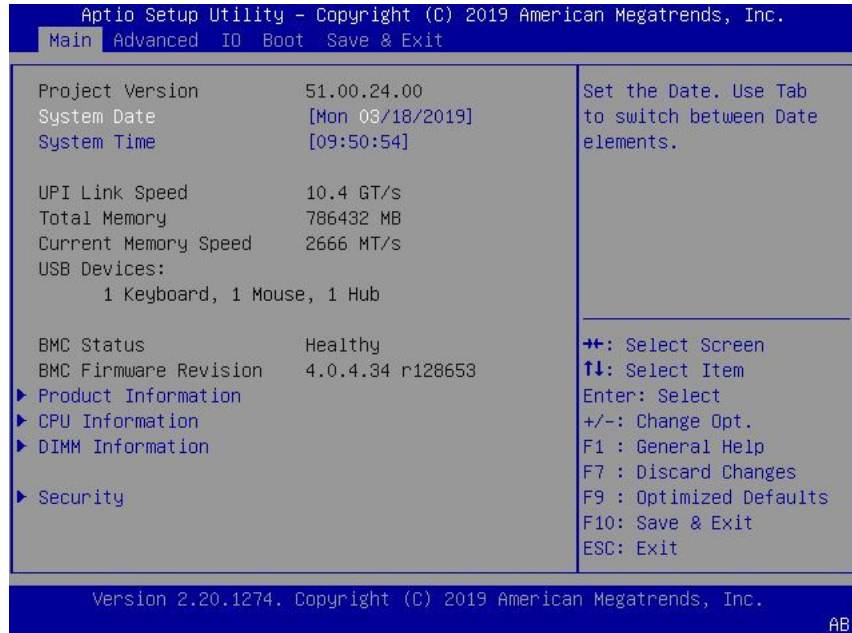 Aptio Setup Utility – Copyright (C) 2019 American Megatrends, Inc.
Main Advanced IO Boot Save & Exit
Project Version 51.00.24.00
System Date [Mon 03/18/2019]
System Time [09:50:54]
UPI Link Speed 10.4 GT/s
Total Memory 786432 MB
Current Memory Speed 2666 MT/s
USB Devices:
1 Keyboard, 1 Mouse, 1 Hub
BMC Status Healthy
BMC Firmware Revision 4.0.4.34 r128653
▶ Product Information
▶ CPU Information
▶ DIMM Information
▶ Security
Set the Date. Use Tab
to switch between Date
elements.
→←: Select Screen
↑↓: Select Item
Enter: Select
+/-: Change Opt.
F1 : General Help
F7 : Discard Changes
F9 : Optimized Defaults
F10: Save & Exit
ESC: Exit
Version 2.20.1274. Copyright (C) 2019 American Megatrends, Inc.
AB